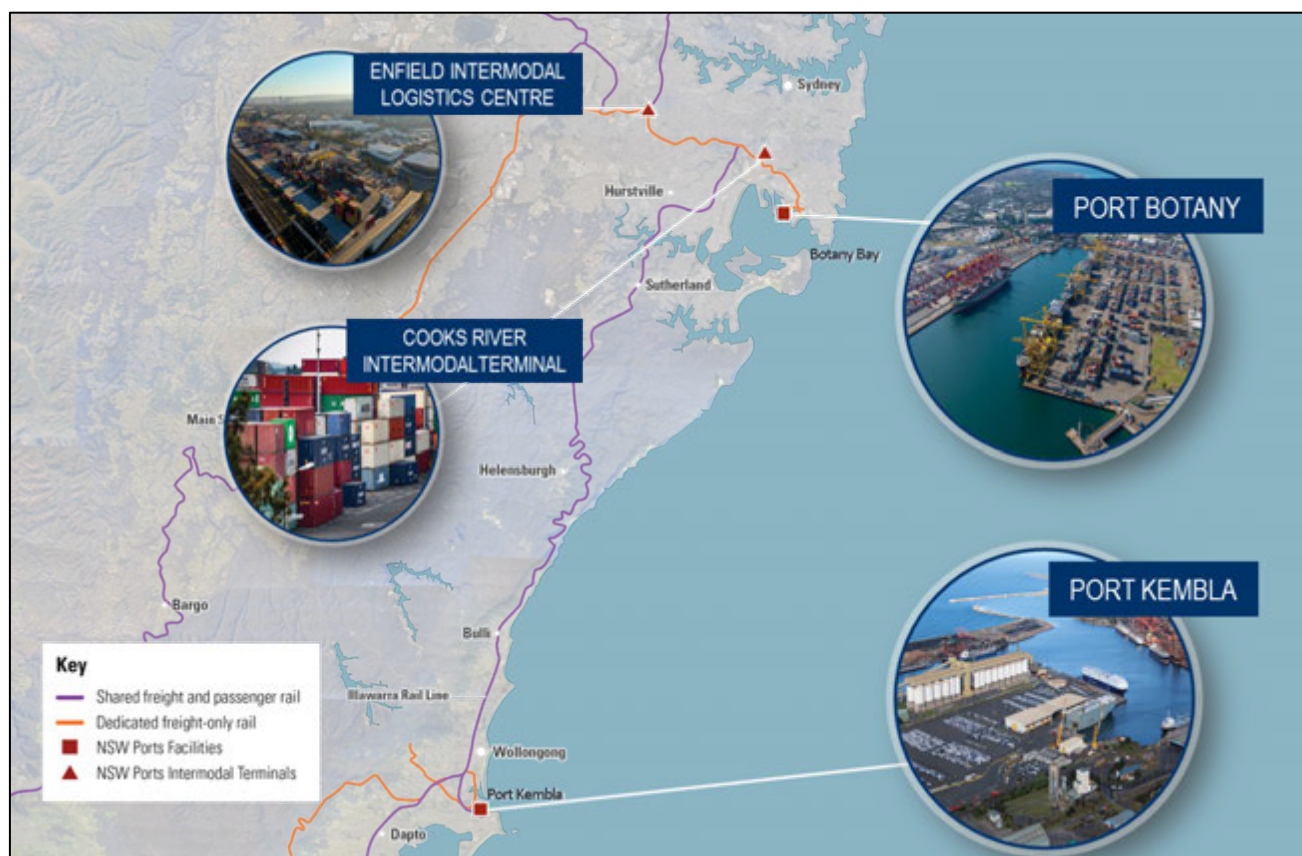 ENFIELD INTERMODAL
LOGISTICS CENTRE
Sydney
Hurstville
PORT BOTANY
Botany Bay
Sutherland
COOKS RIVER
INTERMODALTERMINAL
Main S
Helensburgh
PORT KEMBLA
Bargo
Bulli
Key
Shared freight and passenger rail
Dedicated freight-only rail
NSW Ports Facilities
NSW Ports Intermodal Terminals
Illawarra Rail Line
Wollongong
Port Kembla
Dapto